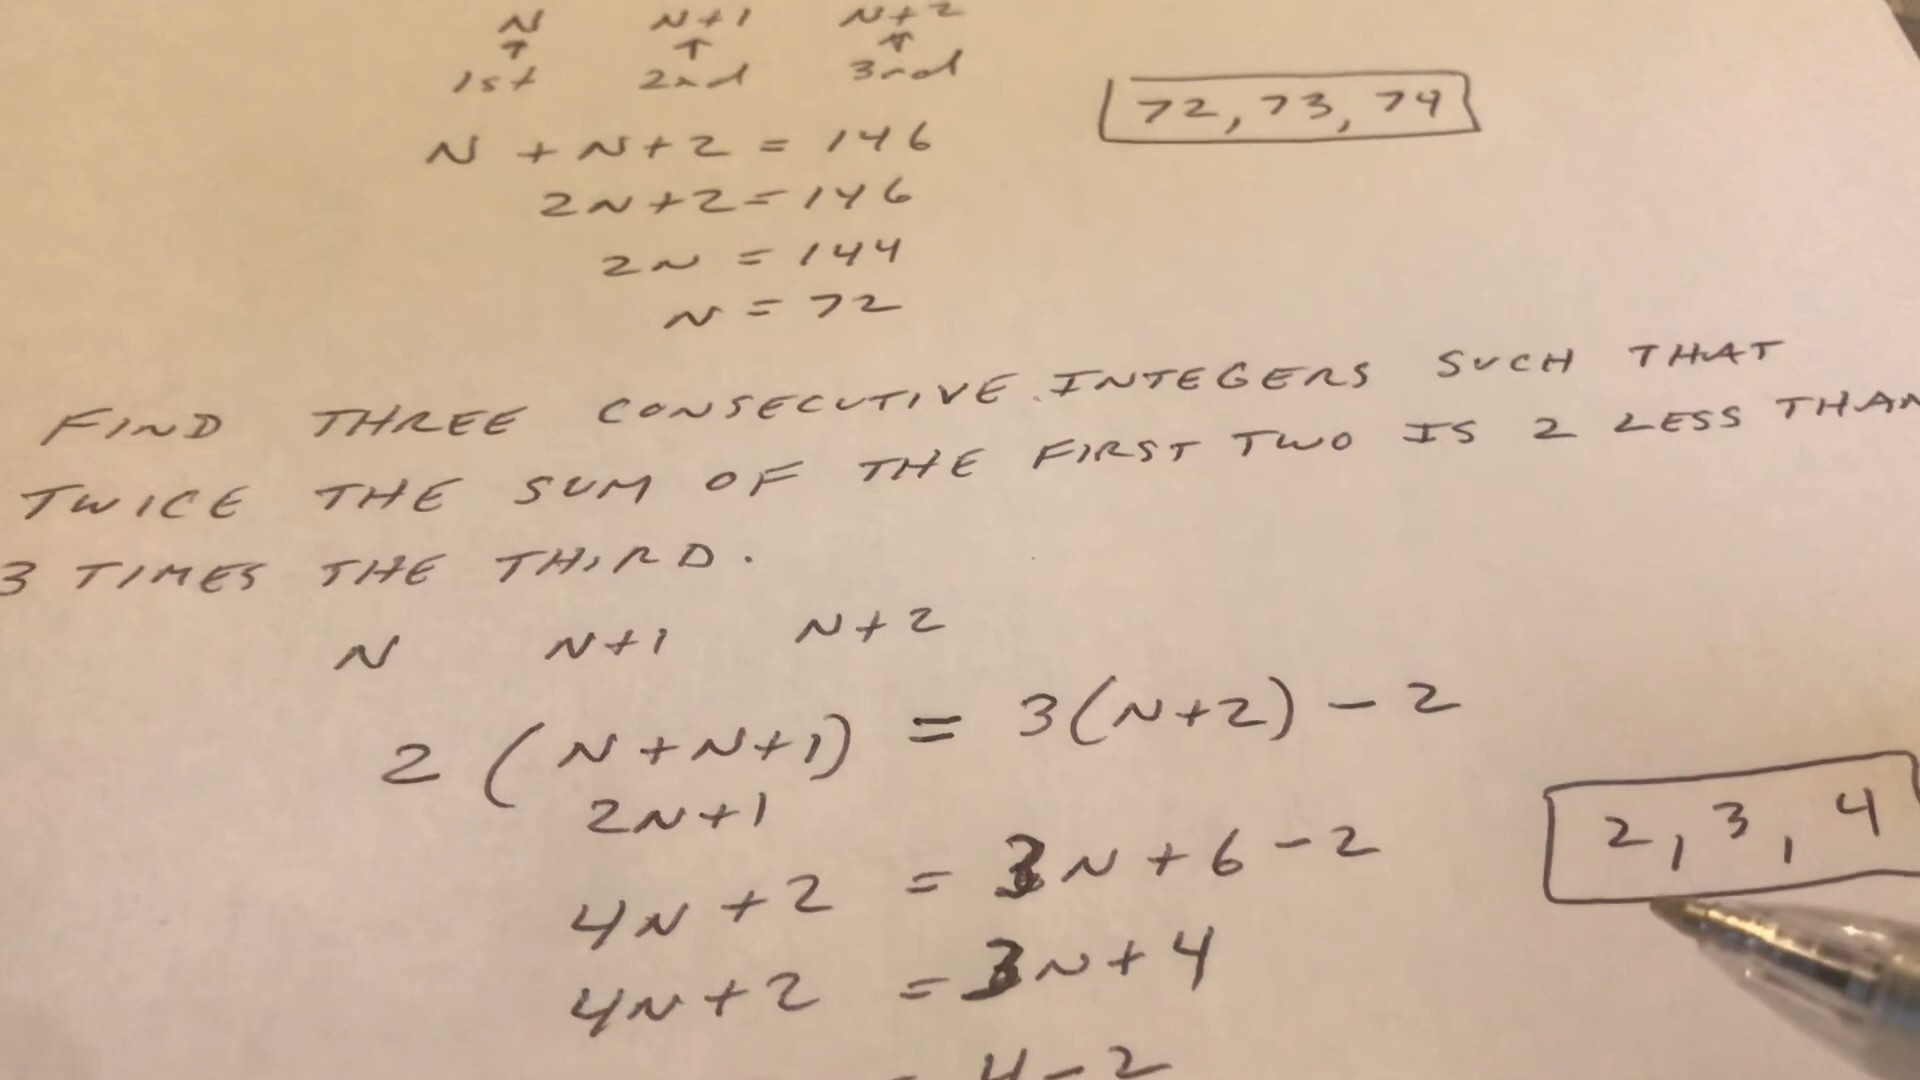 N N+1 N+2
↑ ↑ ↑
1st 2nd 3rd
72, 73, 74
N + N+2 = 146
2N+2 = 146
2N = 144
N = 72
FIND THREE CONSECUTIVE INTEGERS SUCH THAT
TWICE THE SUM OF THE FIRST TWO IS 2 LESS THAN
3 TIMES THE THIRD.
N N+1 N+2
2 (N+N+1) = 3(N+2) - 2
2N+1
4N + 2 = 3N + 6 - 2
2, 3, 4
4N + 2 = 3N + 4
= 4 - 2